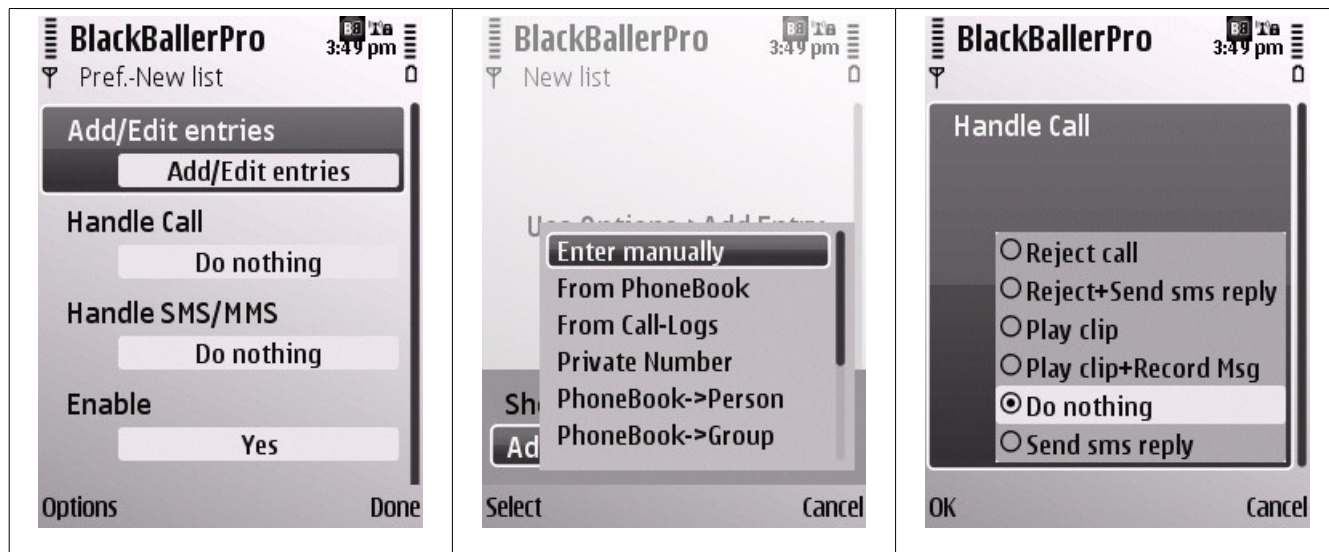 BlackBallerPro
3:49 pm
Pref.-New list
Add/Edit entries
Add/Edit entries
Handle Call
Do nothing
Handle SMS/MMS
Do nothing
Enable
Yes
Options
Done
BlackBallerPro
3:49 pm
New list
Enter manually
From PhoneBook
From Call-Logs
Private Number
PhoneBook->Person
PhoneBook->Group
Select
Cancel
BlackBallerPro
3:49 pm
Handle Call
Reject call
Reject+Send sms reply
Play clip
Play clip+Record Msg
Do nothing
Send sms reply
OK
Cancel